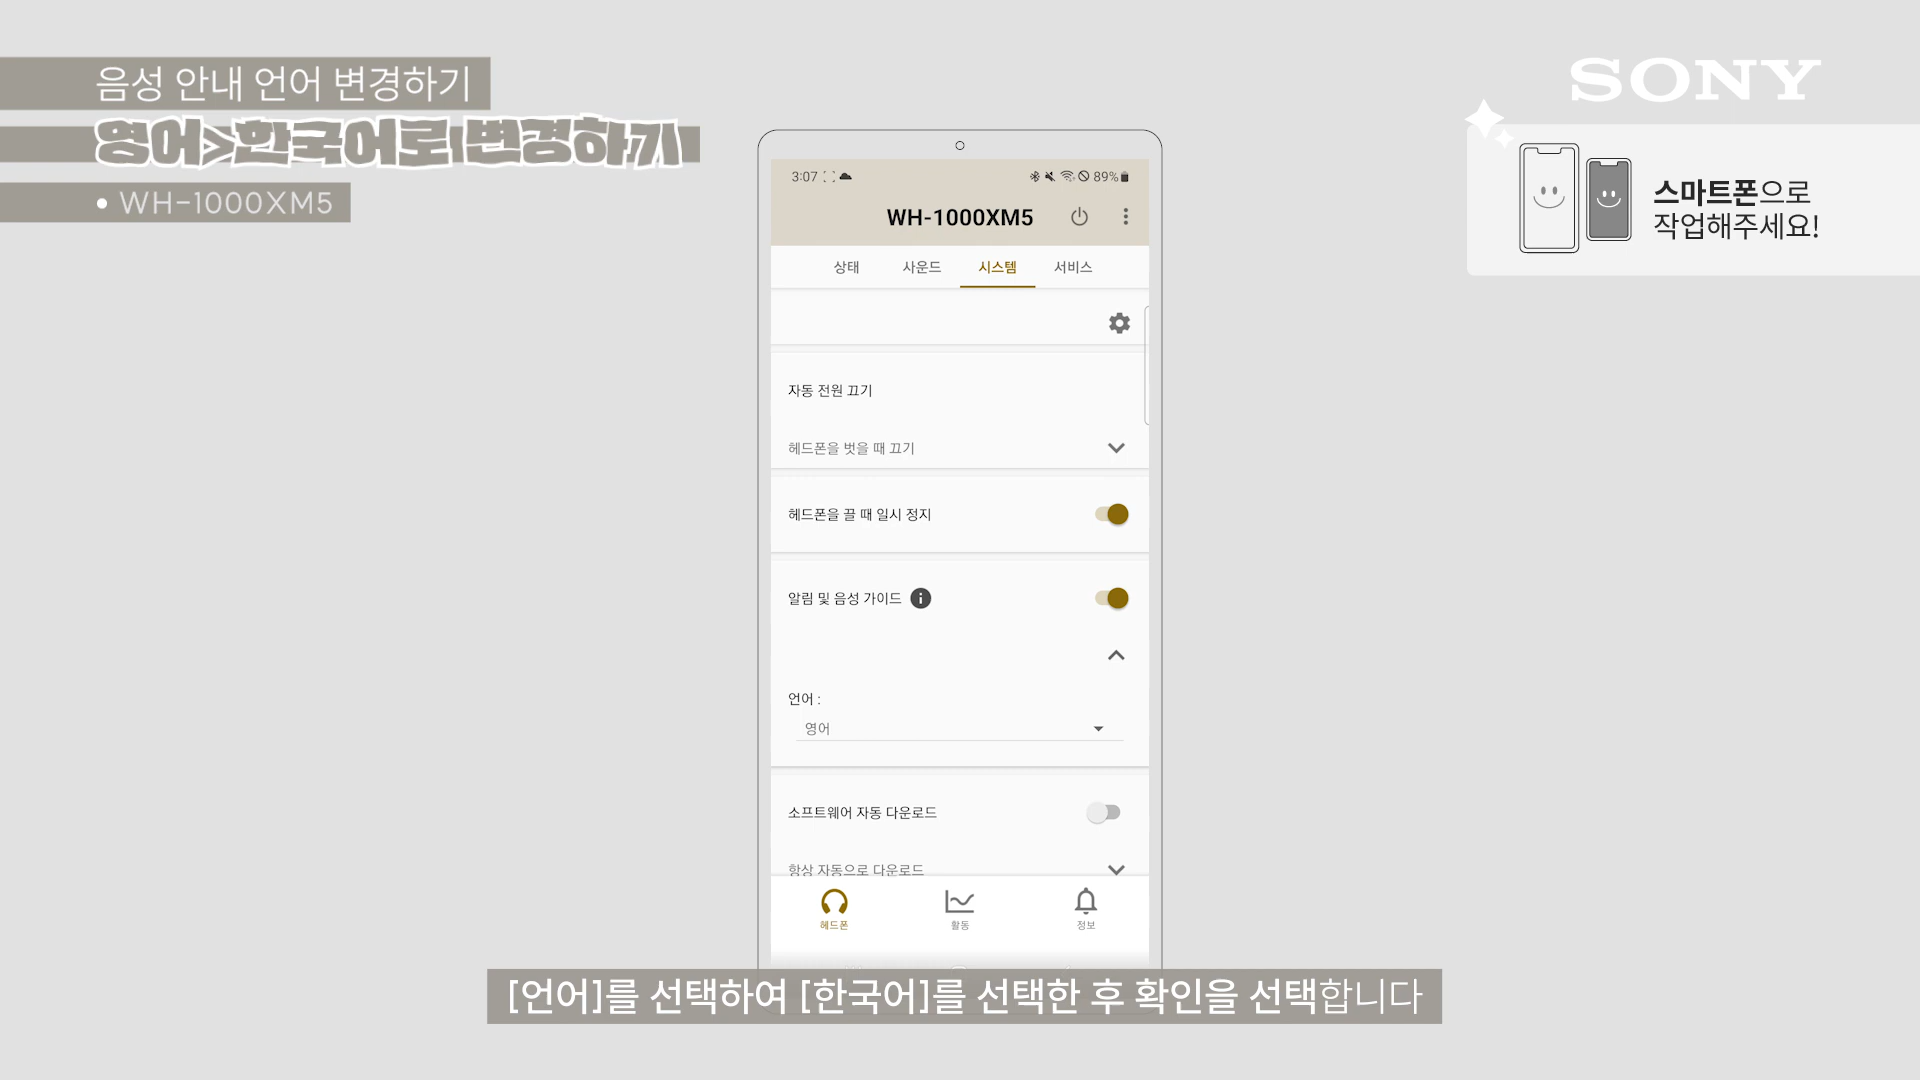 음성 안내 언어 변경하기
영어>한국어로 변경하기
• WH-1000XM5
SONY
스마트폰으로
작업해주세요!
3:07
89%
WH-1000XM5
상태 사운드 시스템 서비스
자동 전원 끄기
헤드폰을 벗을 때 끄기
헤드폰을 끌 때 일시 정지
알림 및 음성 가이드
언어 :
영어
소프트웨어 자동 다운로드
항상 자동으로 다운로드
헤드폰 활동 정보
[언어]를 선택하여 [한국어]를 선택한 후 확인을 선택합니다